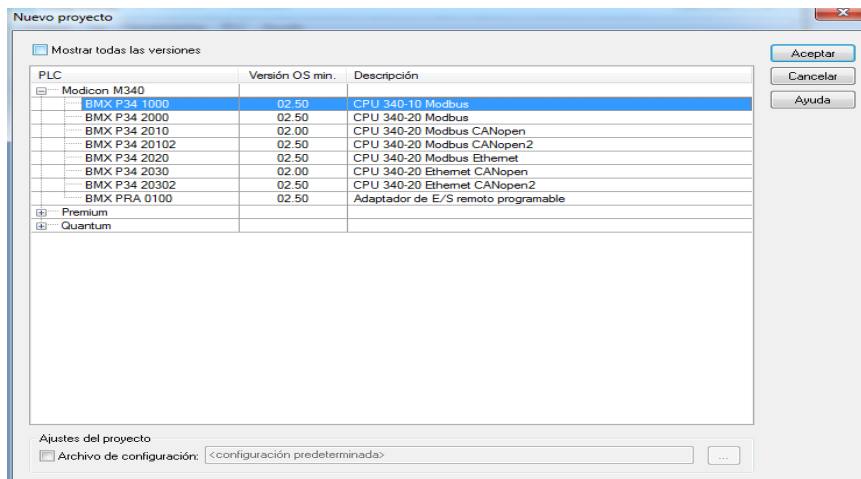 Nuevo proyecto
Mostrar todas las versiones
Aceptar
PLC Versión OS min. Descripción
Cancelar
Modicon M340
Ayuda
BMX P34 1000 02.50 CPU 340-10 Modbus
BMX P34 2000 02.50 CPU 340-20 Modbus
BMX P34 2010 02.00 CPU 340-20 Modbus CANopen
BMX P34 20102 02.50 CPU 340-20 Modbus CANopen2
BMX P34 2020 02.50 CPU 340-20 Modbus Ethernet
BMX P34 2030 02.00 CPU 340-20 Ethernet CANopen
BMX P34 20302 02.50 CPU 340-20 Ethernet CANopen2
BMX PRA 0100 02.50 Adaptador de E/S remoto programable
Premium
Quantum
Ajustes del proyecto
Archivo de configuración: <configuración predeterminada> ...